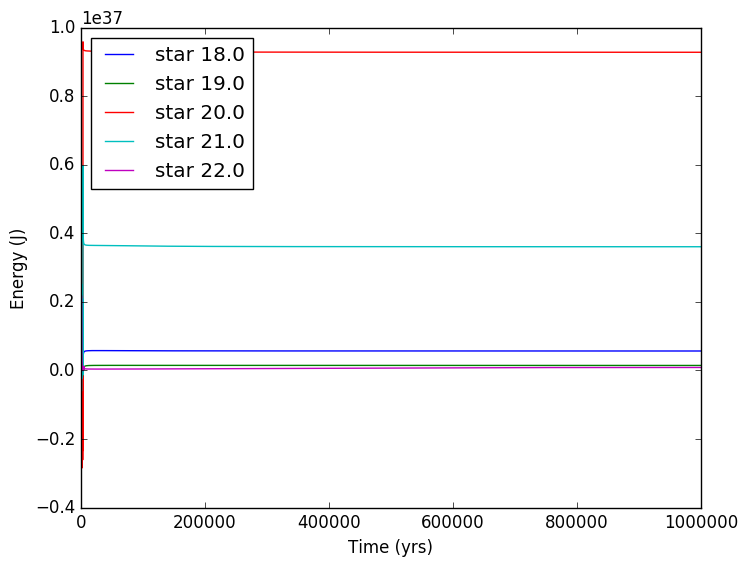 1e37
1.0
0.8
0.6
0.4
0.2
0.0
−0.2
−0.4
Energy (J)
star 18.0
star 19.0
star 20.0
star 21.0
star 22.0
0 200000 400000 600000 800000 1000000
Time (yrs)